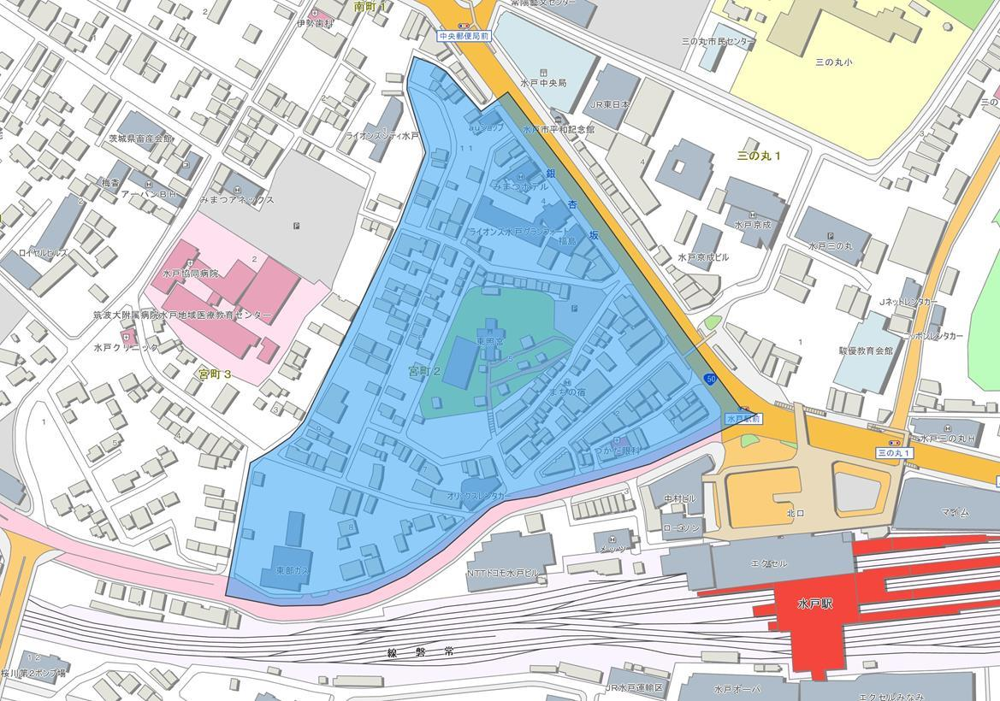 南町１
常陽藝文センター
伊勢歯科
中央郵便局前
三の丸市民センター
三の丸小
水戸中央局
JR東日本
水戸市平和記念館
auショップ
ライオンズシティ水戸
茨城県畜産会館
三の丸１
梅香
アーバンＢＨ
みまつアネックス
みまつホテル
銀
杏
坂
ライオンズ水戸グランフォート
福島
水戸京成
水戸三の丸
水戸京成ビル
ロイヤルヒルズ
水戸協同病院
筑波大附属病院水戸地域医療教育センター
水戸クリニック
宮町３
宮町２
東照宮
まちの宿
Ｊネットレンタカー
ニッポンレンタカー
駿優教育会館
50
水戸駅前
水戸三の丸Ｈ
三の丸１
つかだ眼科
オリックスレンタカー
中村ビル
ローソン
北口
マイム
メッツ
NTTドコモ水戸ビル
エクセル
東部ガス
水戸駅
線 磐 常
桜川第２ポンプ場
JR水戸運輸区
水戸オーパ
エクセルみなみ